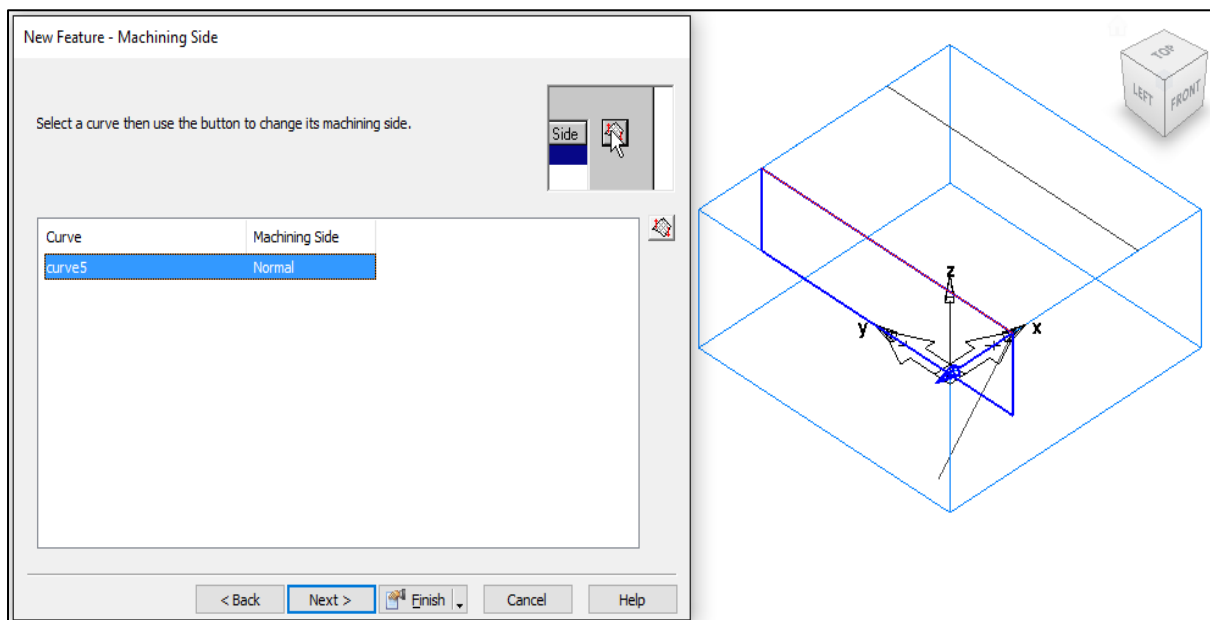 New Feature - Machining Side
Select a curve then use the button to change its machining side.
Side
Curve Machining Side
curve5 Normal
< Back Next > Finish Cancel Help
TOP
LEFT FRONT
z
y x